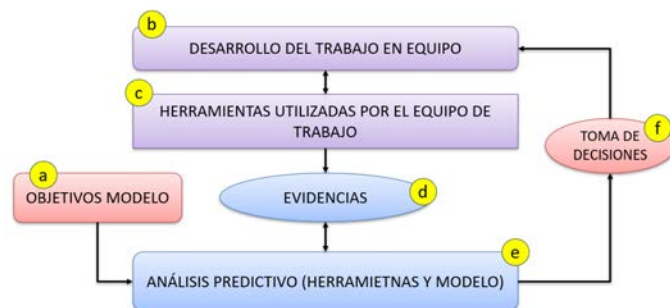 b
DESARROLLO DEL TRABAJO EN EQUIPO
c
HERRAMIENTAS UTILIZADAS POR EL EQUIPO DE
TRABAJO
f
TOMA DE
DECISIONES
a
OBJETIVOS MODELO
d
EVIDENCIAS
e
ANÁLISIS PREDICTIVO (HERRAMIETNAS Y MODELO)